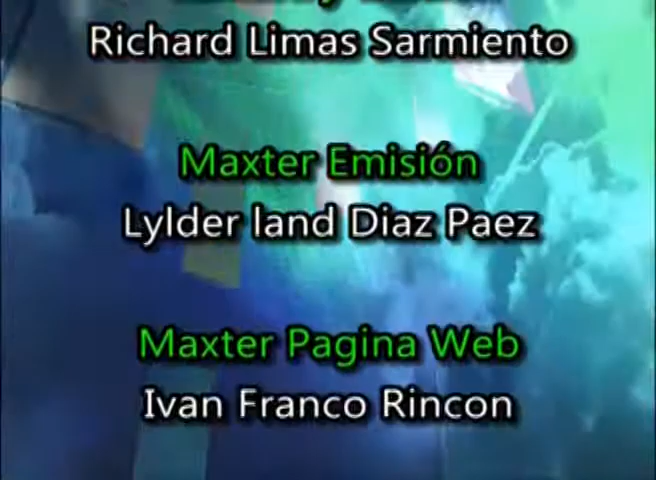 Richard Limas Sarmiento
Maxter Emisión
Lylder land Diaz Paez
Maxter Pagina Web
Ivan Franco Rincon